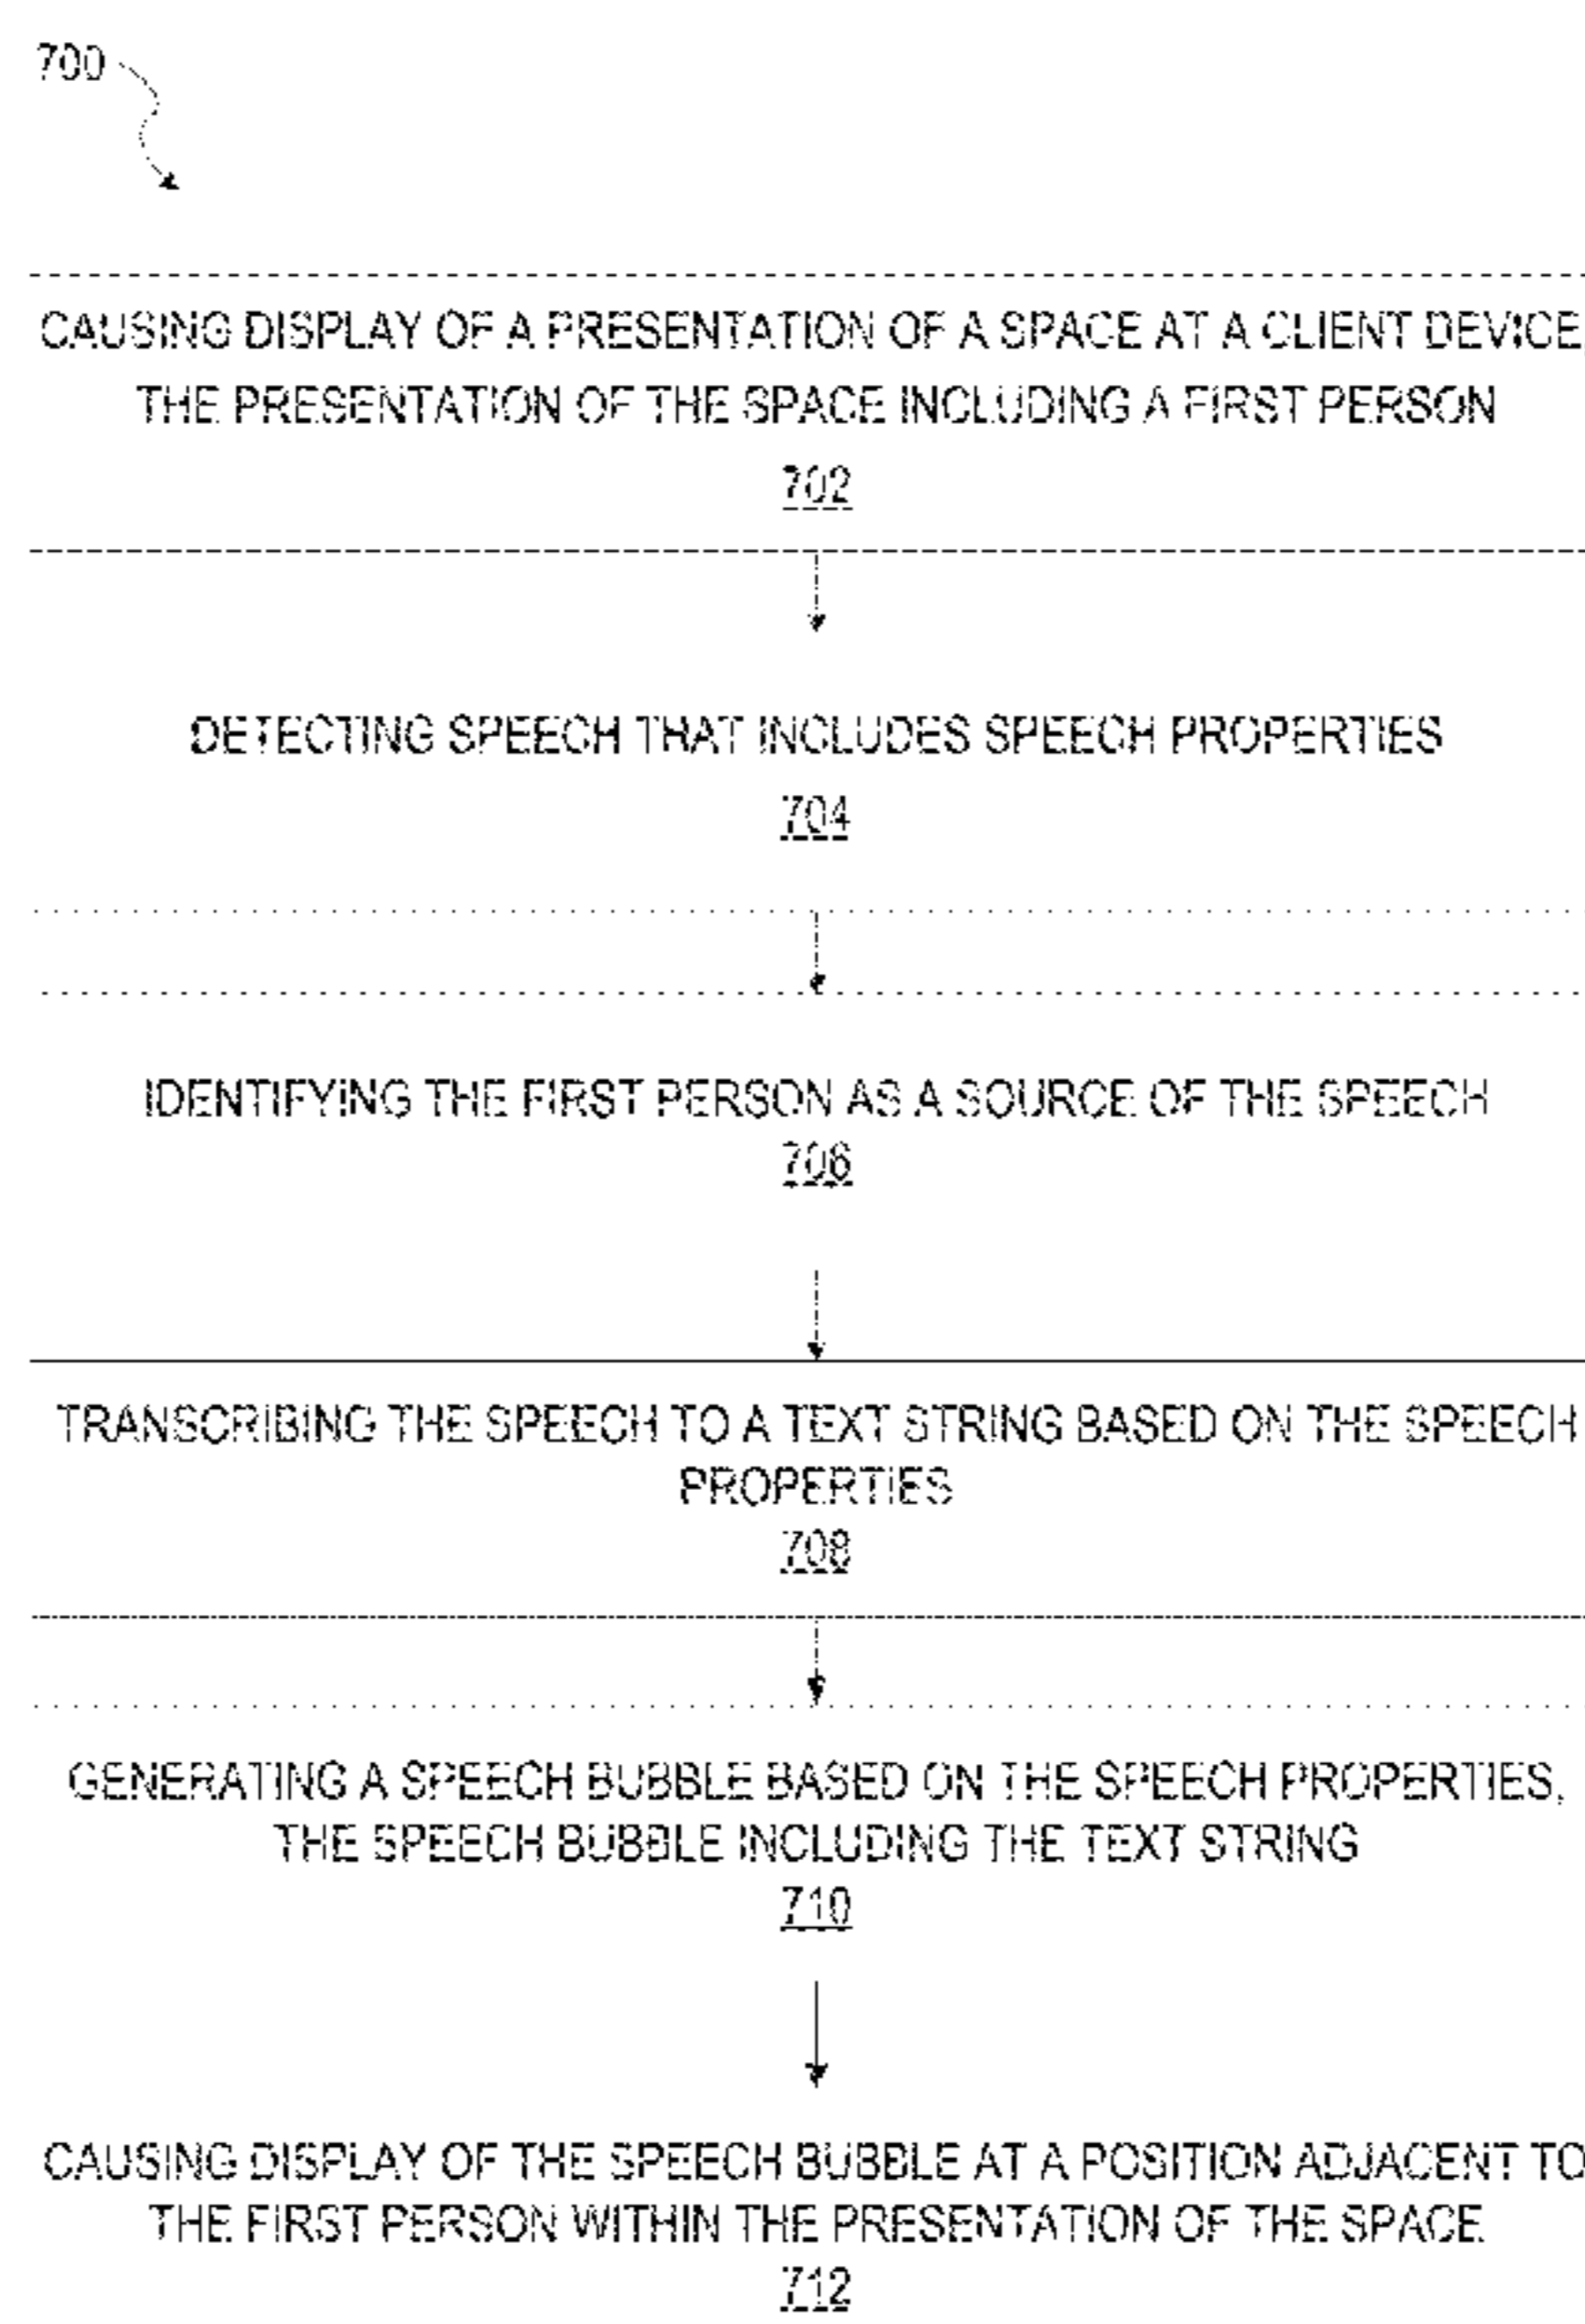 700
CAUSING DISPLAY OF A PRESENTATION OF A SPACE AT A CLIENT DEVICE,
THE PRESENTATION OF THE SPACE INCLUDING A FIRST PERSON
702
DETECTING SPEECH THAT INCLUDES SPEECH PROPERTIES
704
IDENTIFYING THE FIRST PERSON AS A SOURCE OF THE SPEECH
706
TRANSCRIBING THE SPEECH TO A TEXT STRING BASED ON THE SPEECH
PROPERTIES
708
GENERATING A SPEECH BUBBLE BASED ON THE SPEECH PROPERTIES,
THE SPEECH BUBBLE INCLUDING THE TEXT STRING
710
CAUSING DISPLAY OF THE SPEECH BUBBLE AT A POSITION ADJACENT TO
THE FIRST PERSON WITHIN THE PRESENTATION OF THE SPACE
712